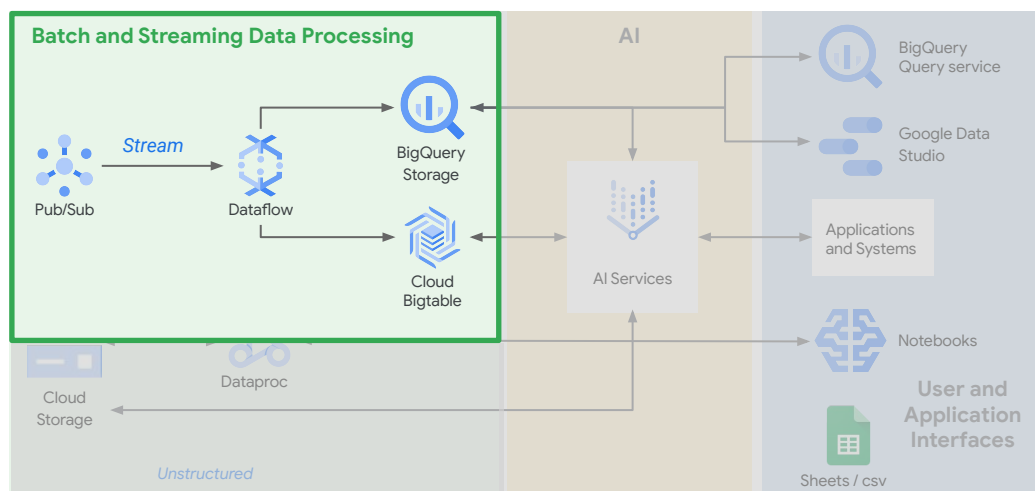 Batch and Streaming Data Processing
Stream
Pub/Sub
Dataflow
BigQuery
Storage
Cloud
Bigtable
Cloud
Storage
Dataproc
Unstructured
AI
AI Services
BigQuery
Query service
Google Data
Studio
Applications
and Systems
Notebooks
User and
Application
Interfaces
Sheets / csv